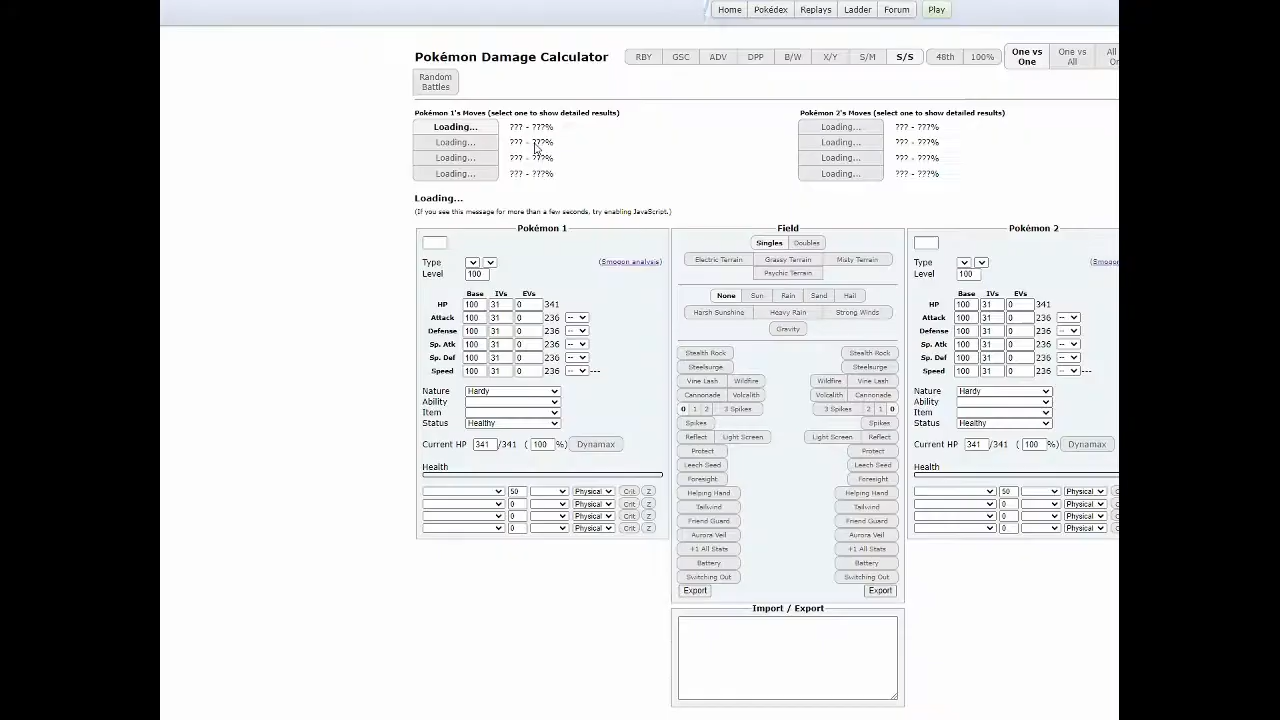 Home Pokédex Replays Ladder Forum Play
Pokémon Damage Calculator RBY GSC ADV DPP B/W X/Y S/M S/S 48th 100% One vs One One vs All All
Random Battles
Pokémon 1's Moves (select one to show detailed results) Pokémon 2's Moves (select one to show detailed results)
Loading... ??? - ???% Loading... ??? - ???%
Loading... ??? - ???% Loading... ??? - ???%
Loading... ??? - ???% Loading... ??? - ???%
Loading... ??? - ???% Loading... ??? - ???%
Loading...
(If you see this message for more than a few seconds, try enabling JavaScript.)
Pokémon 1
Type (Smogon analysis)
Level 100
Base IVs EVs
HP 100 31 0 341
Attack 100 31 0 236 --
Defense 100 31 0 236 --
Sp. Atk 100 31 0 236 --
Sp. Def 100 31 0 236 --
Speed 100 31 0 236 -- ---
Nature Hardy
Ability
Item
Status Healthy
Current HP 341 /341 ( 100 %) Dynamax
Health
50 Physical Crit Z
0 Physical Crit Z
0 Physical Crit Z
0 Physical Crit Z
Field
Singles Doubles
Electric Terrain Grassy Terrain Misty Terrain
Psychic Terrain
None Sun Rain Sand Hail
Harsh Sunshine Heavy Rain Strong Winds
Gravity
Stealth Rock Stealth Rock
Steelsurge Steelsurge
Vine Lash Wildfire Wildfire Vine Lash
Cannonade Volcalith Volcalith Cannonade
0 1 2 3 Spikes 3 Spikes 2 1 0
Spikes Spikes
Reflect Light Screen Light Screen Reflect
Protect Protect
Leech Seed Leech Seed
Foresight Foresight
Helping Hand Helping Hand
Tailwind Tailwind
Friend Guard Friend Guard
Aurora Veil Aurora Veil
+1 All Stats +1 All Stats
Battery Battery
Switching Out Switching Out
Export Export
Import / Export
Pokémon 2
Type (Smogo
Level 100
Base IVs EVs
HP 100 31 0 341
Attack 100 31 0 236 --
Defense 100 31 0 236 --
Sp. Atk 100 31 0 236 --
Sp. Def 100 31 0 236 --
Speed 100 31 0 236 -- ---
Nature Hardy
Ability
Item
Status Healthy
Current HP 341 /341 ( 100 %) Dynamax
Health
50 Physical
0 Physical
0 Physical
0 Physical